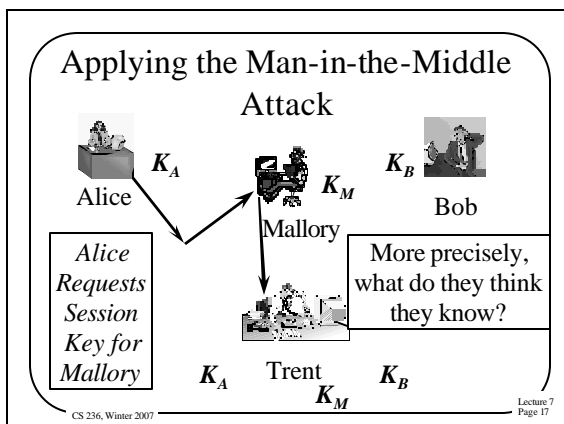 Applying the Man-in-the-Middle
Attack
K_A
K_M
K_B
Alice
Mallory
Bob
Alice
Requests
Session
Key for
Mallory
More precisely,
what do they think
they know?
K_A
Trent
K_B
K_M
CS 236, Winter 2007
Lecture 7
Page 17